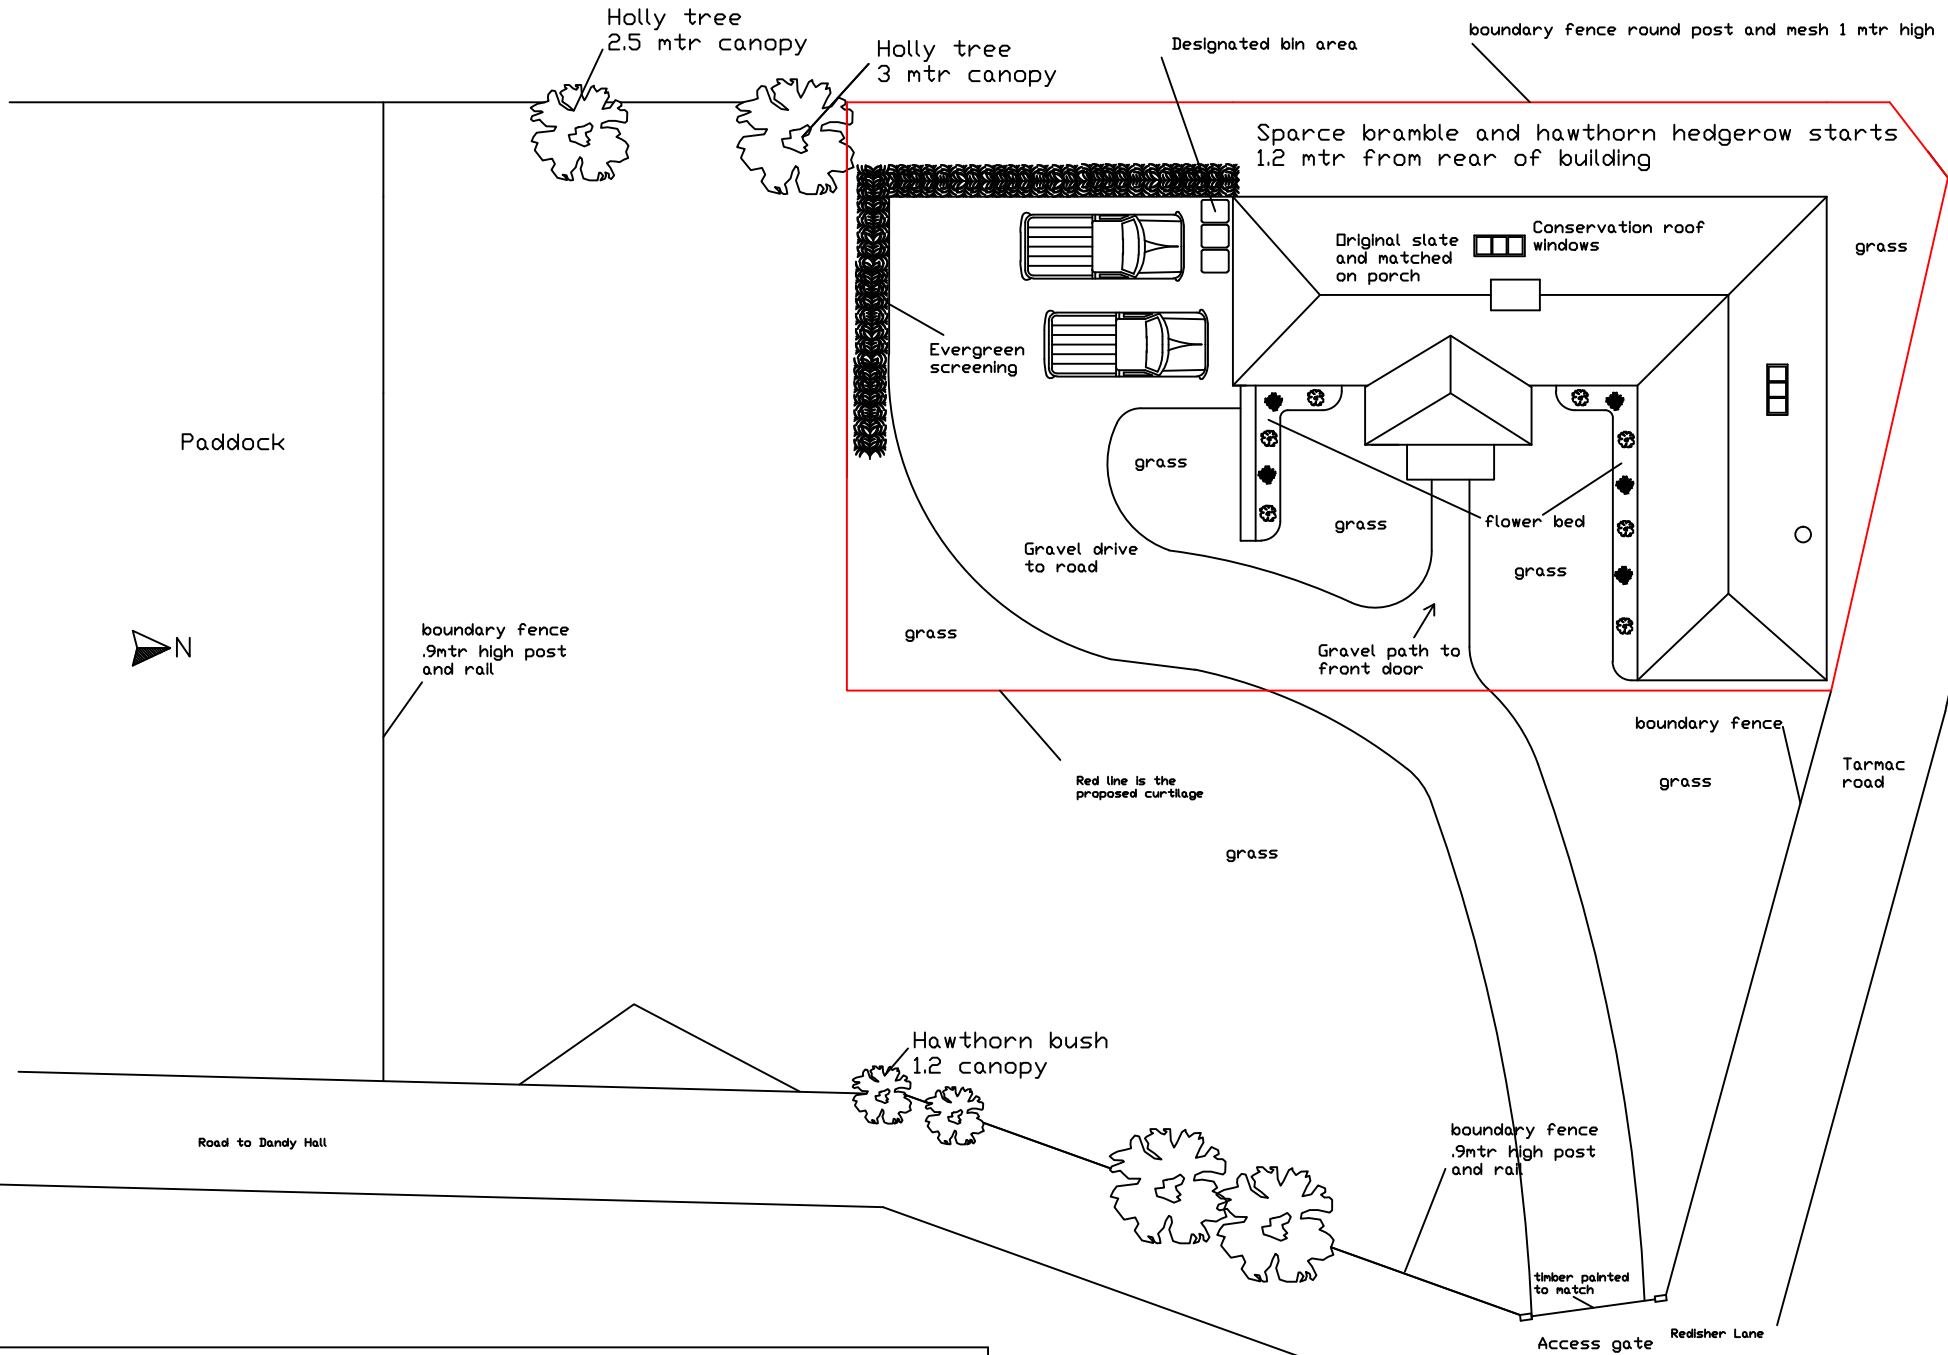 Holly tree
2.5 mtr canopy
Holly tree
3 mtr canopy
Designated bin area
boundary fence round post and mesh 1 mtr high
Sparce bramble and hawthorn hedgerow starts
1.2 mtr from rear of building
Original slate
and matched
on porch
Conservation roof
windows
grass
Evergreen
screening
Paddock
grass
grass
flower bed
grass
Gravel drive
to road
grass
Gravel path to
front door
N
boundary fence
.9mtr high post
and rail
boundary fence
grass
Tarmac
road
Red line is the
proposed curtilage
grass
Hawthorn bush
1.2 canopy
Road to Dandy Hall
boundary fence
.9mtr high post
and rail
timber painted
to match
Access gate
Redisher Lane